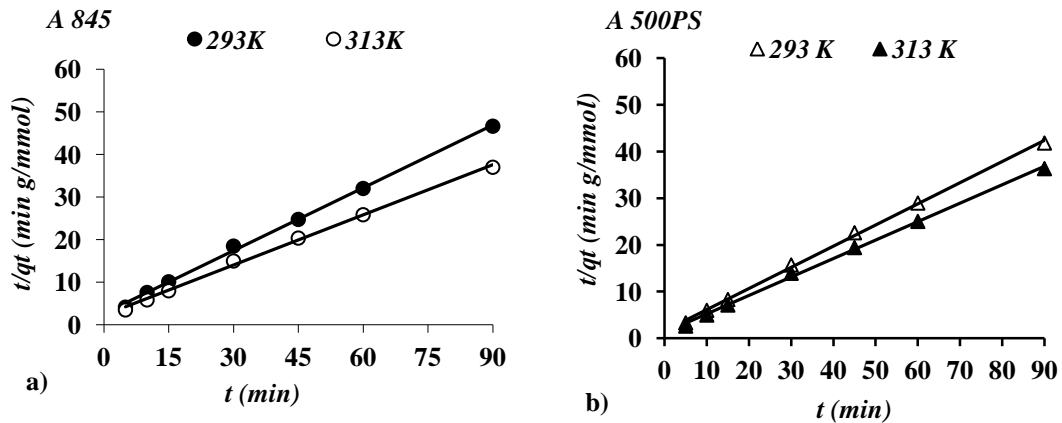 A 845
293K 313K
t/qt (min g/mmol)
60
50
40
30
20
10
0
0 15 30 45 60 75 90
t (min)
a)
A 500PS
293 K 313 K
t/qt (min g/mmol)
60
50
40
30
20
10
0
0 10 20 30 40 50 60 70 80 90
t (min)
b)